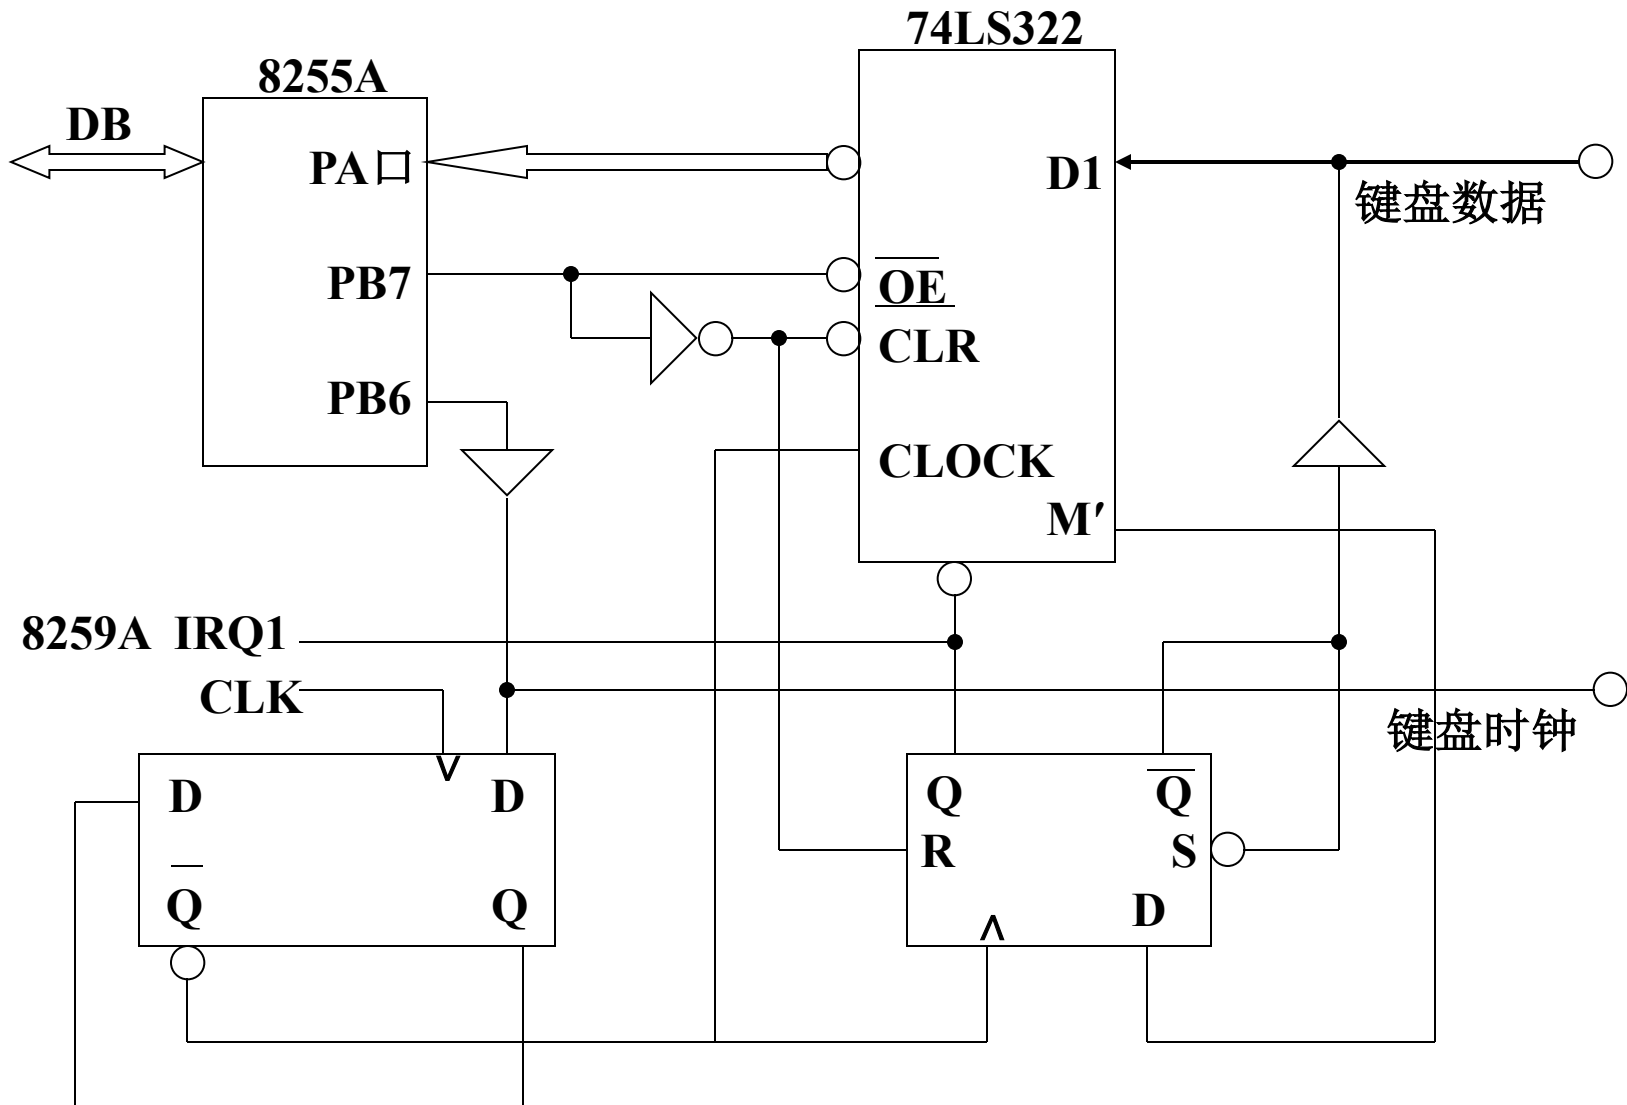 74LS322
8255A
DB
PA口
D1
键盘数据
PB7
OE
CLR
PB6
CLOCK
M′
8259A IRQ1
CLK
键盘时钟
D
D
Q
Q
Q
Q
R
S
D